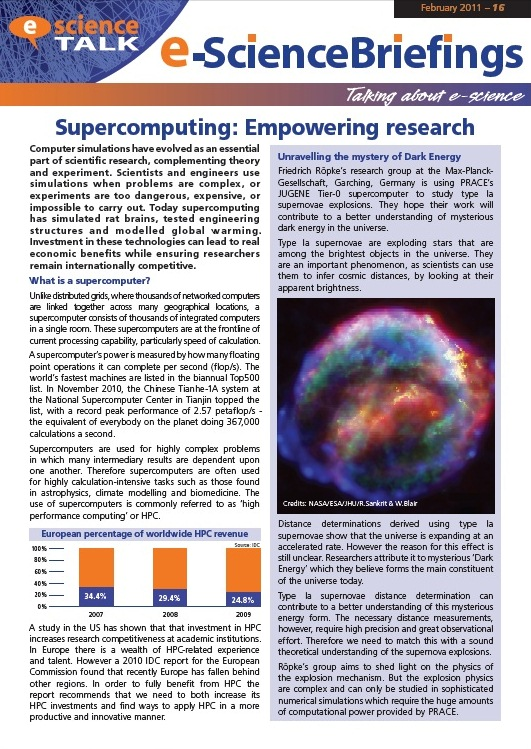 February 2011 – 16
e science
TALK
e-ScienceBriefings
Talking about e-science
Supercomputing: Empowering research
Computer simulations have evolved as an essential
part of scientific research, complementing theory
and experiment. Scientists and engineers use
simulations when problems are complex, or
experiments are too dangerous, expensive, or
impossible to carry out. Today supercomputing
has simulated rat brains, tested engineering
structures and modelled global warming.
Investment in these technologies can lead to real
economic benefits while ensuring researchers
remain internationally competitive.
What is a supercomputer?
Unlike distributed grids, where thousands of networked computers
are linked together across many geographical locations, a
supercomputer consists of thousands of integrated computers
in a single room. These supercomputers are at the frontline of
current processing capability, particularly speed of calculation.
A supercomputer's power is measured by how many floating
point operations it can complete per second (flop/s). The
world's fastest machines are listed in the biannual Top500
list. In November 2010, the Chinese Tianhe-1A system at
the National Supercomputer Center in Tianjin topped the
list, with a record peak performance of 2.57 petaflop/s -
the equivalent of everybody on the planet doing 367,000
calculations a second.
Supercomputers are used for highly complex problems
in which many intermediary results are dependent upon
one another. Therefore supercomputers are often used
for highly calculation-intensive tasks such as those found
in astrophysics, climate modelling and biomedicine. The
use of supercomputers is commonly referred to as 'high
performance computing' or HPC.
European percentage of worldwide HPC revenue
Source: IDC
100%
80%
60%
40%
20%
0%
34.4%
29.4%
24.8%
2007
2008
2009
A study in the US has shown that that investment in HPC
increases research competitiveness at academic institutions.
In Europe there is a wealth of HPC-related experience
and talent. However a 2010 IDC report for the European
Commission found that recently Europe has fallen behind
other regions. In order to fully benefit from HPC the
report recommends that we need to both increase its
HPC investments and find ways to apply HPC in a more
productive and innovative manner.
Unravelling the mystery of Dark Energy
Friedrich Röpke's research group at the Max-Planck-
Gesellschaft, Garching, Germany is using PRACE's
JUGENE Tier-0 supercomputer to study type Ia
supernovae explosions. They hope their work will
contribute to a better understanding of mysterious
dark energy in the universe.
Type Ia supernovae are exploding stars that are
among the brightest objects in the universe. They
are an important phenomenon, as scientists can use
them to infer cosmic distances, by looking at their
apparent brightness.
Credits: NASA/ESA/JHU/R.Sankrit & W.Blair
Distance determinations derived using type Ia
supernovae show that the universe is expanding at an
accelerated rate. However the reason for this effect is
still unclear. Researchers attribute it to mysterious 'Dark
Energy' which they believe forms the main constituent
of the universe today.
Type Ia supernovae distance determination can
contribute to a better understanding of this mysterious
energy form. The necessary distance measurements,
however, require high precision and great observational
effort. Therefore we need to match this with a sound
theoretical understanding of the supernova explosions.
Röpke's group aims to shed light on the physics of
the explosion mechanism. But the explosion physics
are complex and can only be studied in sophisticated
numerical simulations which require the huge amounts
of computational power provided by PRACE.